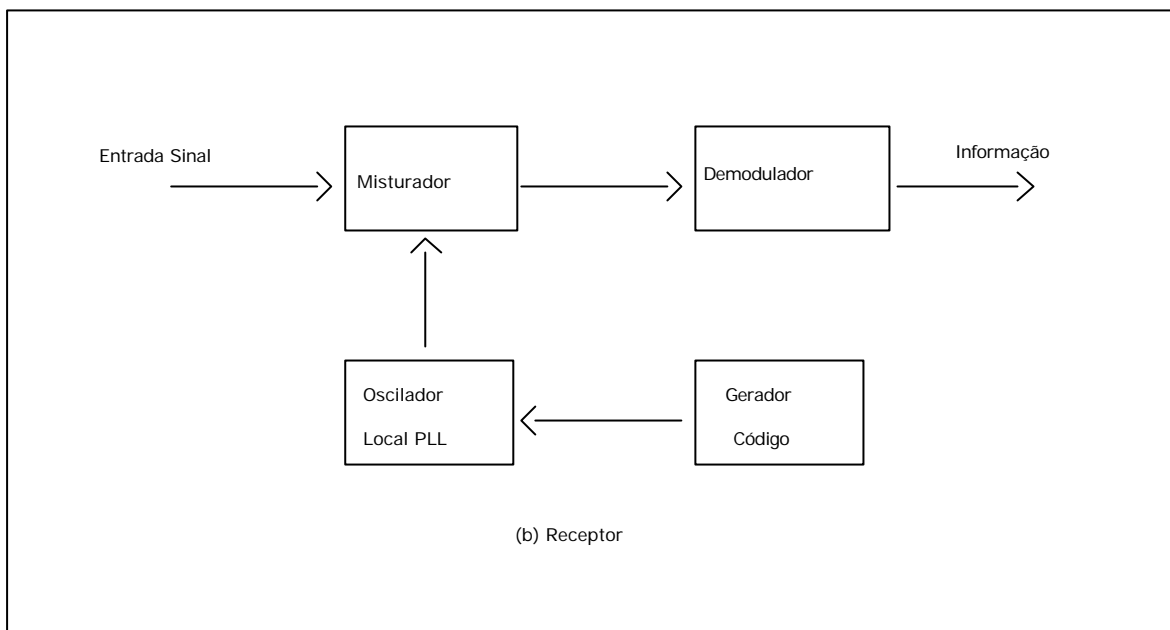 Entrada Sinal
Misturador
Demodulador
Informação
Oscilador
Local PLL
Gerador
Código
(b) Receptor